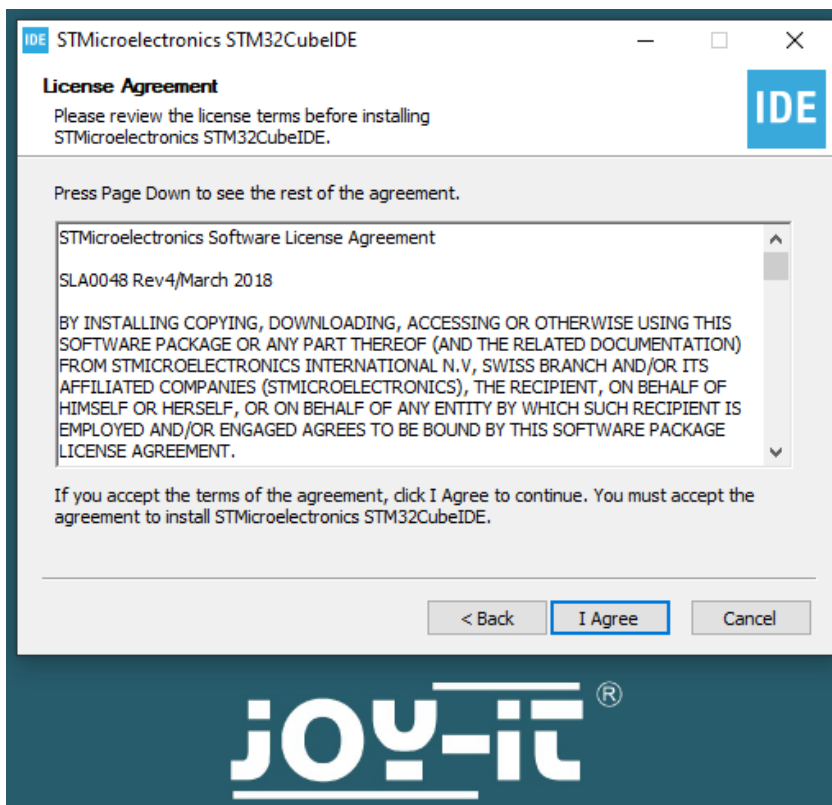 IDE STMicroelectronics STM32CubeIDE
License Agreement
Please review the license terms before installing
STMicroelectronics STM32CubeIDE.
IDE
Press Page Down to see the rest of the agreement.
STMicroelectronics Software License Agreement
SLA0048 Rev4/March 2018
BY INSTALLING COPYING, DOWNLOADING, ACCESSING OR OTHERWISE USING THIS
SOFTWARE PACKAGE OR ANY PART THEREOF (AND THE RELATED DOCUMENTATION)
FROM STMICROELECTRONICS INTERNATIONAL N.V, SWISS BRANCH AND/OR ITS
AFFILIATED COMPANIES (STMICROELECTRONICS), THE RECIPIENT, ON BEHALF OF
HIMSELF OR HERSELF, OR ON BEHALF OF ANY ENTITY BY WHICH SUCH RECIPIENT IS
EMPLOYED AND/OR ENGAGED AGREES TO BE BOUND BY THIS SOFTWARE PACKAGE
LICENSE AGREEMENT.
If you accept the terms of the agreement, click I Agree to continue. You must accept the
agreement to install STMicroelectronics STM32CubeIDE.
< Back I Agree Cancel
joy-it®